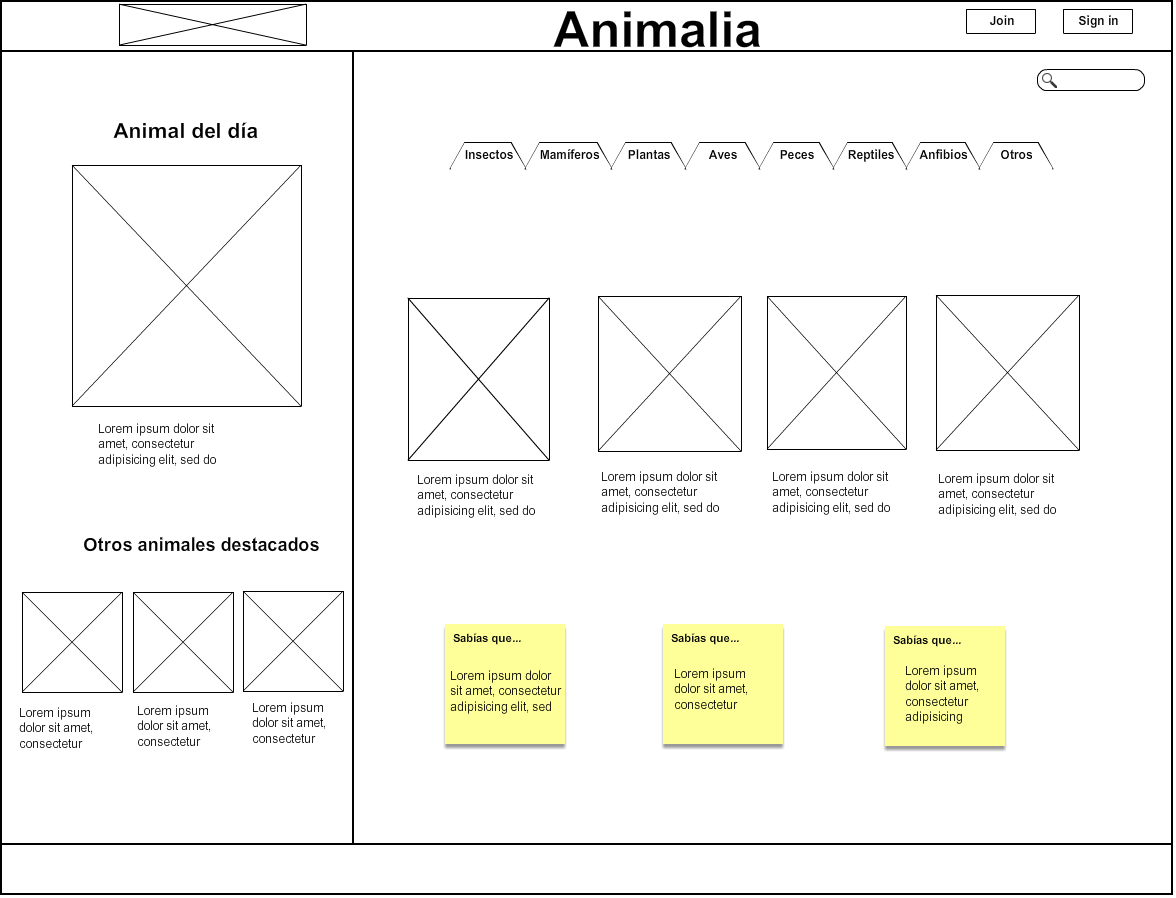 Animalia
Join
Sign in
Animal del día
Lorem ipsum dolor sit
amet, consectetur
adipisicing elit, sed do
Otros animales destacados
Lorem ipsum
dolor sit amet,
consectetur
Lorem ipsum
dolor sit amet,
consectetur
Lorem ipsum
dolor sit amet,
consectetur
Insectos
Mamíferos
Plantas
Aves
Peces
Reptiles
Anfibios
Otros
Lorem ipsum dolor sit
amet, consectetur
adipisicing elit, sed do
Lorem ipsum dolor sit
amet, consectetur
adipisicing elit, sed do
Lorem ipsum dolor sit
amet, consectetur
adipisicing elit, sed do
Lorem ipsum dolor sit
amet, consectetur
adipisicing elit, sed do
Sabías que...
Lorem ipsum dolor
sit amet, consectetur
adipisicing elit, sed
Sabías que...
Lorem ipsum
dolor sit amet,
consectetur
Sabías que...
Lorem ipsum
dolor sit amet,
consectetur
adipisicing